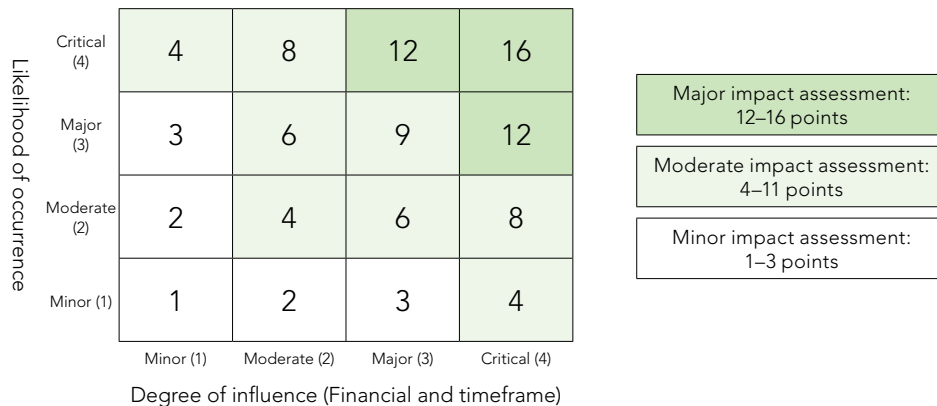 Likelihood of occurrence
Critical
(4)
4 8 12 16
Major
(3)
3 6 9 12
Moderate
(2)
2 4 6 8
Minor (1)
1 2 3 4
Minor (1) Moderate (2) Major (3) Critical (4)
Degree of influence (Financial and timeframe)
Major impact assessment:
12–16 points
Moderate impact assessment:
4–11 points
Minor impact assessment:
1–3 points